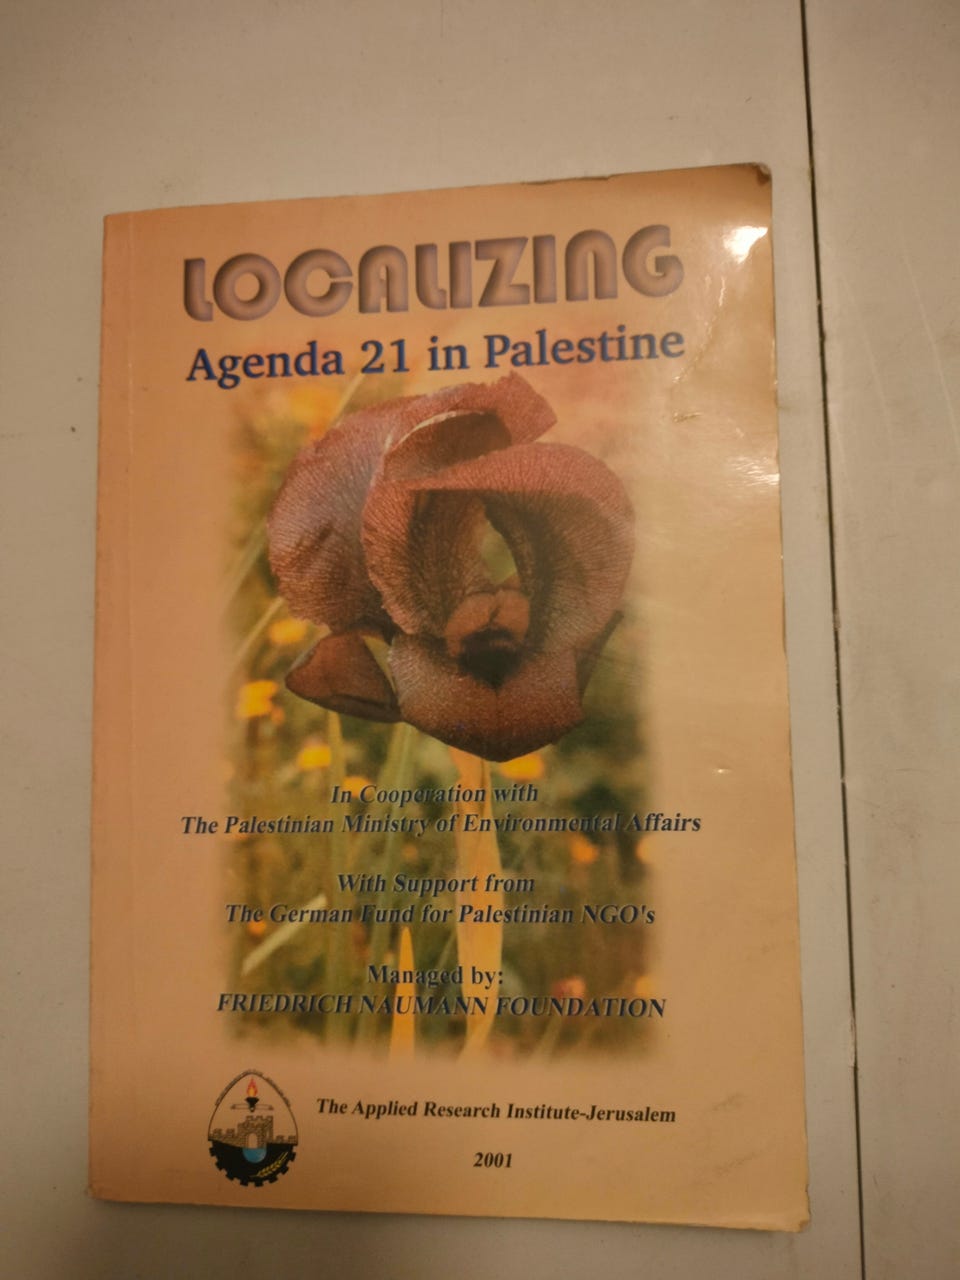 LOCALIZING
Agenda 21 in Palestine
In Cooperation with
The Palestinian Ministry of Environmental Affairs
With Support from
The German Fund for Palestinian NGO's
Managed by:
FRIEDRICH NAUMANN FOUNDATION
The Applied Research Institute-Jerusalem
2001